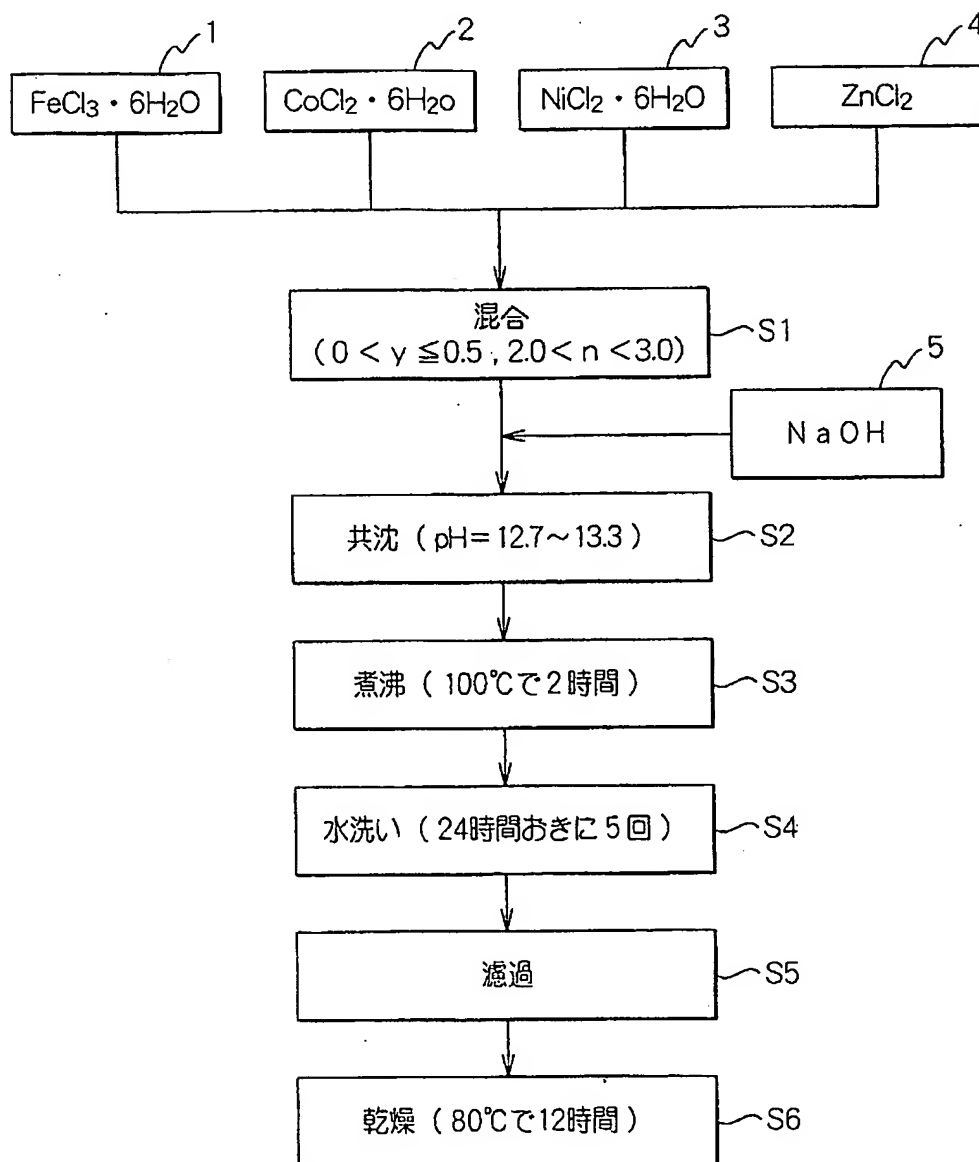 1
2
3
4
FeCl₃・6H₂O
CoCl₂・6H₂o
NiCl₂・6H₂O
ZnCl₂
混合
(0<y≦0.5, 2.0<n<3.0)
S1
5
NaOH
共沈(pH=12.7~13.3)
S2
煮沸(100℃で2時間)
S3
水洗い(24時間おきに5回)
S4
濾過
S5
乾燥(80℃で12時間)
S6